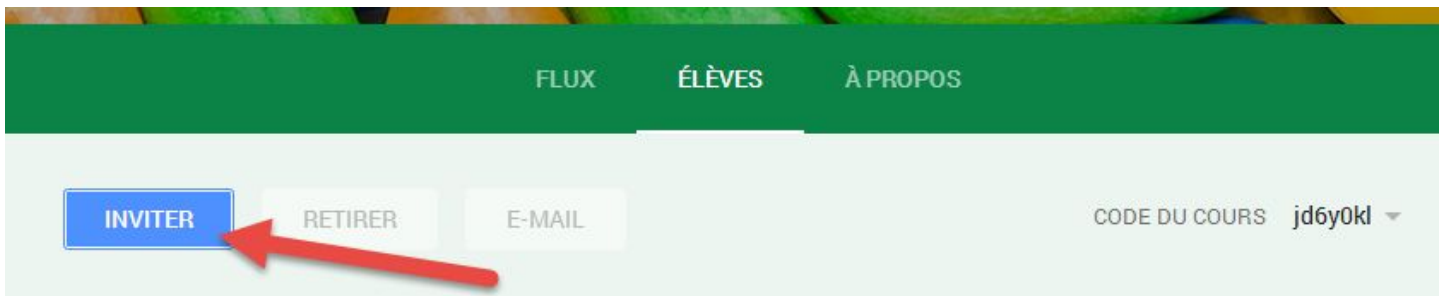 FLUX ÉLÈVES À PROPOS
INVITER RETIRER E-MAIL CODE DU COURS jd6y0kl